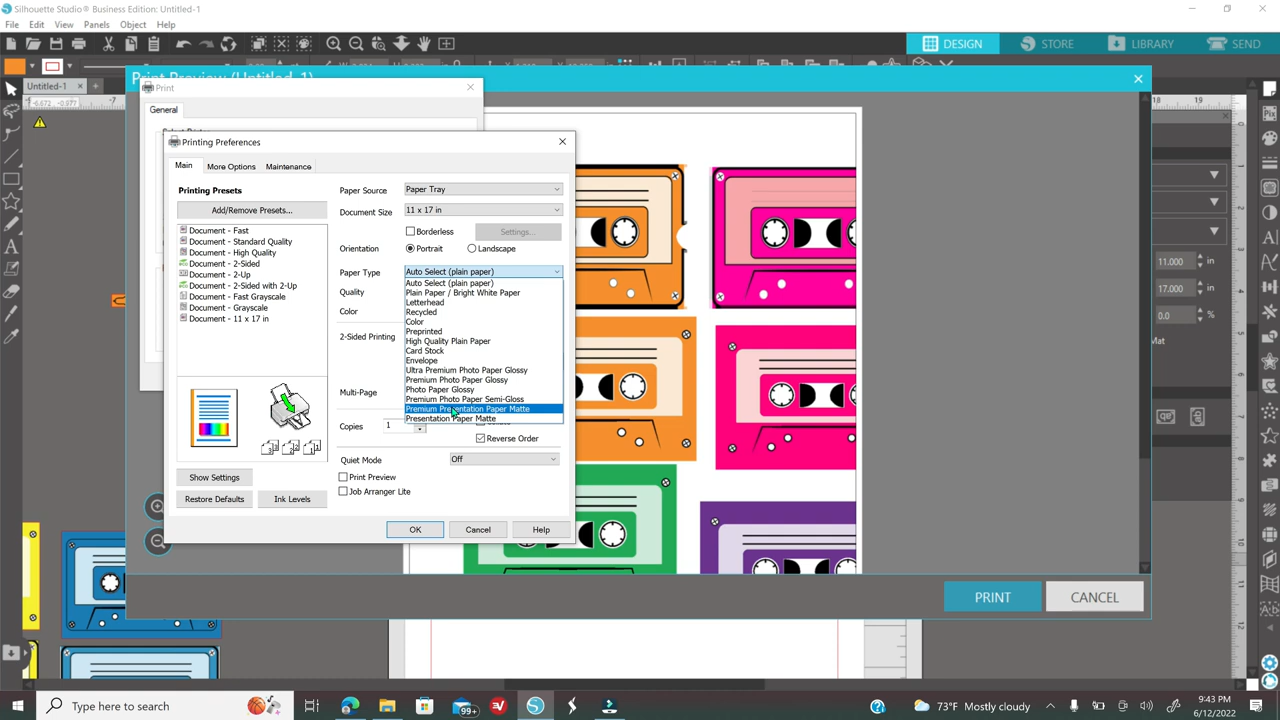 Silhouette Studio® Business Edition: Untitled-1
File Edit View Panels Object Help
DESIGN STORE LIBRARY SEND
Untitled-1
Print Preview (Untitled-1)
-6.672, -0.977
-7
18 19
Print
General
Printing Preferences
Main More Options Maintenance
Printing Presets
Add/Remove Presets...
Document - Fast
Document - Standard Quality
Document - High Quality
Document - 2-Sided
Document - 2-Up
Document - 2-Sided with 2-Up
Document - Fast Grayscale
Document - Grayscale
Document - 11 x 17 in
Show Settings
Restore Defaults Ink Levels
Paper Source Paper Tray
Document Size 11 x 17 in
Borderless Settings...
Orientation Portrait Landscape
Paper Type Auto Select (plain paper)
Quality
Color
2-Sided Printing
Multi-Page
Auto Select (plain paper)
Plain Paper / Bright White Paper
Letterhead
Recycled
Color
Preprinted
High Quality Plain Paper
Card Stock
Envelope
Ultra Premium Photo Paper Glossy
Premium Photo Paper Glossy
Photo Paper Glossy
Premium Photo Paper Semi-Gloss
Premium Presentation Paper Matte
Presentation Paper Matte
Copies 1
Reverse Order
Quiet Mode Off
Print Preview
Job Arranger Lite
OK Cancel Help
11.000 in
17.000 in
0.0 %
Mat
PRINT CANCEL
Type here to search
99+
73°F Mostly cloudy
9:43 PM
6/12/2022